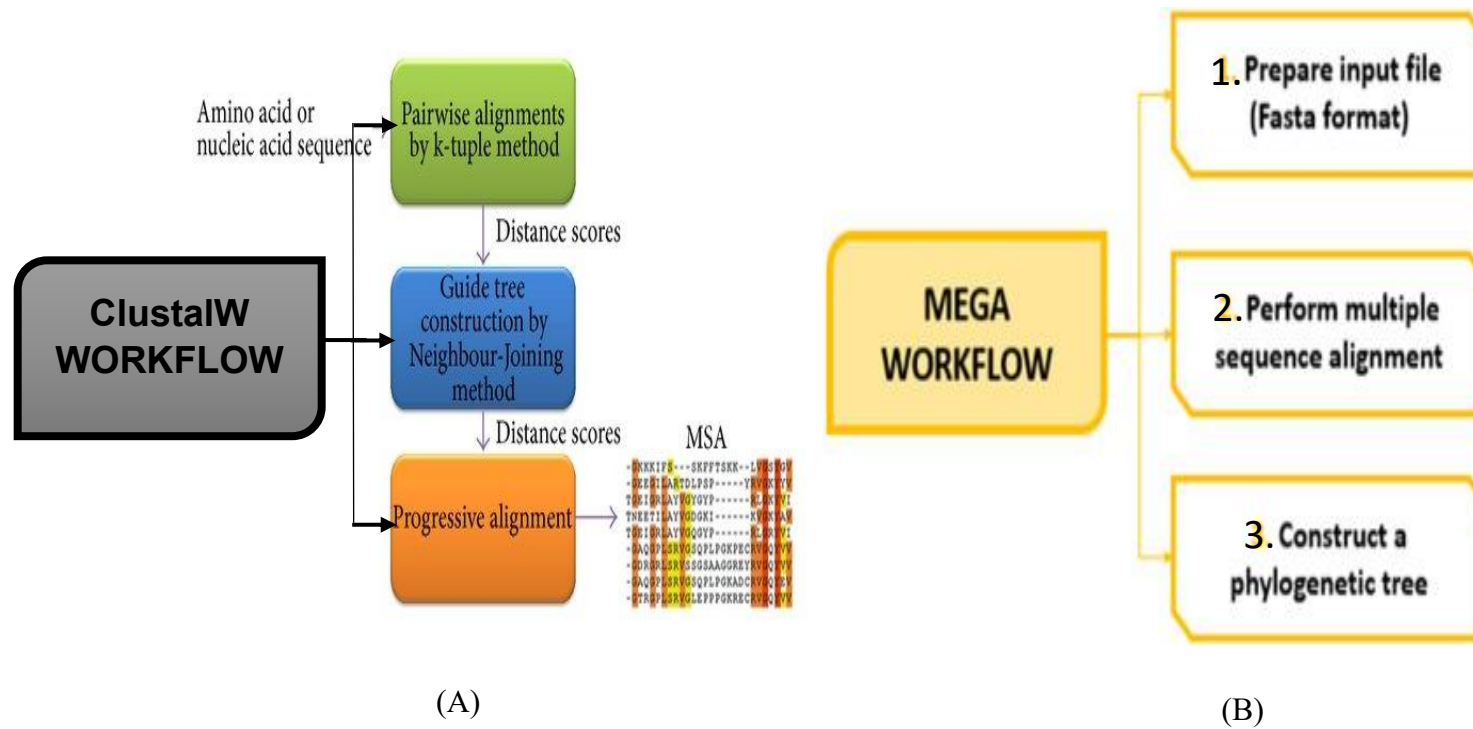 Amino acid or
nucleic acid sequence
Pairwise alignments
by k-tuple method
Distance scores
ClustalW
WORKFLOW
Guide tree
construction by
Neighbour-Joining
method
Distance scores
Progressive alignment
MSA
(A)
MEGA
WORKFLOW
1. Prepare input file
(Fasta format)
2. Perform multiple
sequence alignment
3. Construct a
phylogenetic tree
(B)